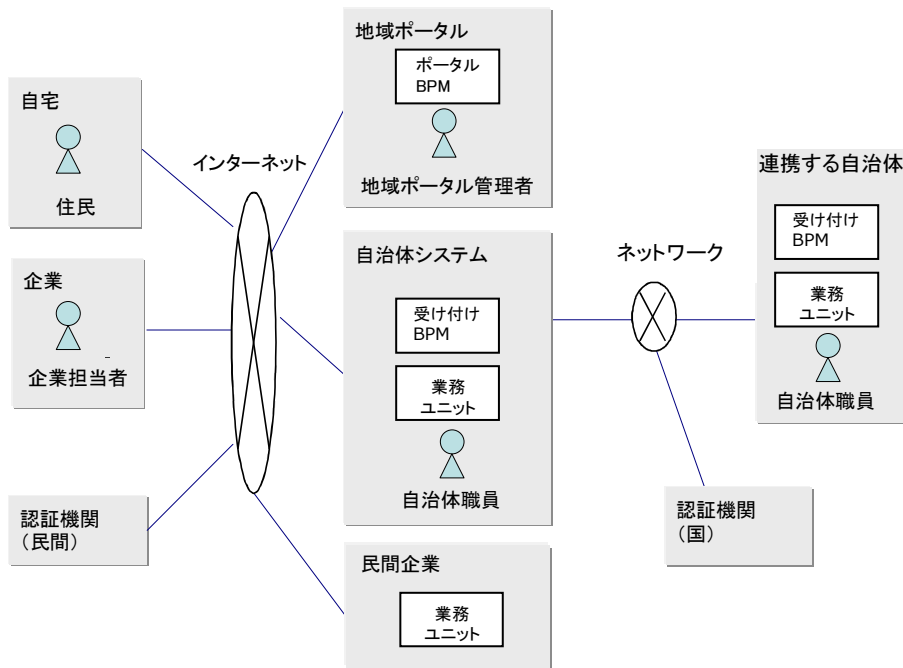 自宅
住民
企業
企業担当者
認証機関
（民間）
インターネット
地域ポータル
ポータル
BPM
地域ポータル管理者
自治体システム
受け付け
BPM
業務
ユニット
自治体職員
民間企業
業務
ユニット
ネットワーク
連携する自治体
受け付け
BPM
業務
ユニット
自治体職員
認証機関
（国）